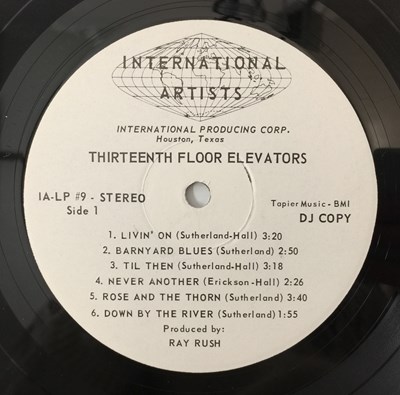 INTERNATIONAL
ARTISTS
INTERNATIONAL PRODUCING CORP.
Houston, Texas
THIRTEENTH FLOOR ELEVATORS
IA-LP #9 - STEREO
Side 1
Tapier Music - BMI
DJ COPY
1. LIVIN' ON (Sutherland-Hall) 3:20
2. BARNYARD BLUES (Sutherland) 2:50
3. TIL THEN (Sutherland-Hall) 3:18
4. NEVER ANOTHER (Erickson-Hall) 2:26
5. ROSE AND THE THORN (Sutherland) 3:40
6. DOWN BY THE RIVER (Sutherland) 1:55
Produced by:
RAY RUSH